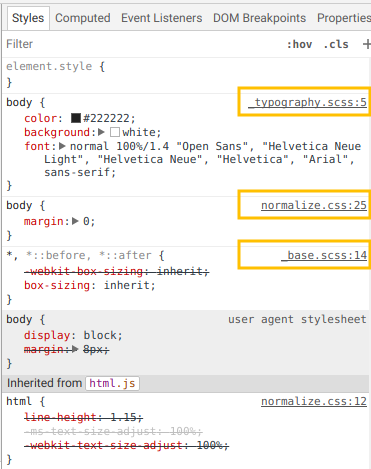 Styles Computed Event Listeners DOM Breakpoints Properties
Filter :hov .cls +
element.style {
}
body { _typography.scss:5
color: #222222;
background: white;
font: normal 100%/1.4 "Open Sans", "Helvetica Neue
Light", "Helvetica Neue", "Helvetica", "Arial",
sans-serif;
}
body { normalize.css:25
margin: 0;
}
*, *::before, *::after { _base.scss:14
-webkit-box-sizing: inherit;
box-sizing: inherit;
}
body { user agent stylesheet
display: block;
margin: 8px;
}
Inherited from html.js
html { normalize.css:12
line-height: 1.15;
-ms-text-size-adjust: 100%;
-webkit-text-size-adjust: 100%;
}